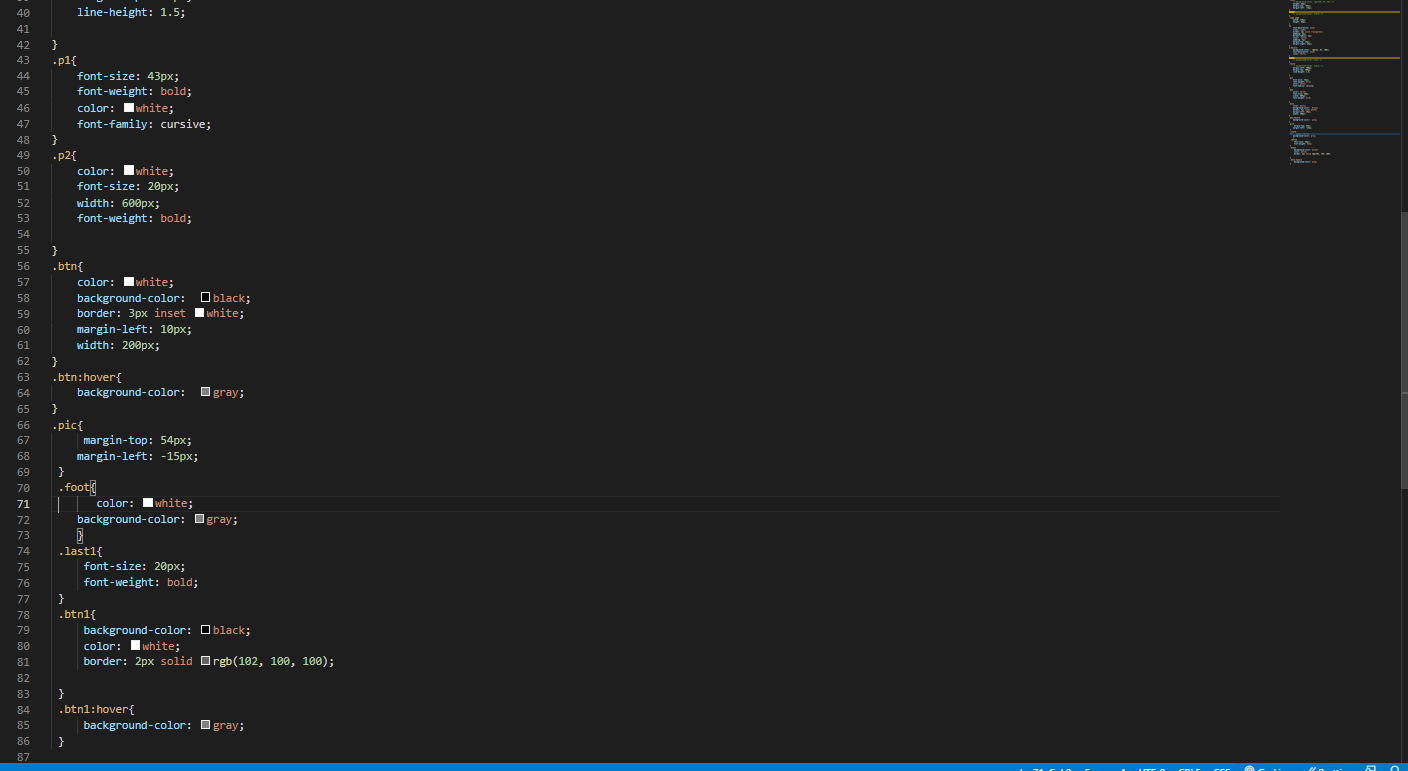 40 line-height: 1.5;
41
42 }
43 .p1{
44 font-size: 43px;
45 font-weight: bold;
46 color: white;
47 font-family: cursive;
48 }
49 .p2{
50 color: white;
51 font-size: 20px;
52 width: 600px;
53 font-weight: bold;
54
55 }
56 .btn{
57 color: white;
58 background-color: black;
59 border: 3px inset white;
60 margin-left: 10px;
61 width: 200px;
62 }
63 .btn:hover{
64 background-color: gray;
65 }
66 .pic{
67 margin-top: 54px;
68 margin-left: -15px;
69 }
70 .foot{
71 color: white;
72 background-color: gray;
73 }
74 .last1{
75 font-size: 20px;
76 font-weight: bold;
77 }
78 .btn1{
79 background-color: black;
80 color: white;
81 border: 2px solid rgb(102, 100, 100);
82
83 }
84 .btn1:hover{
85 background-color: gray;
86 }
87